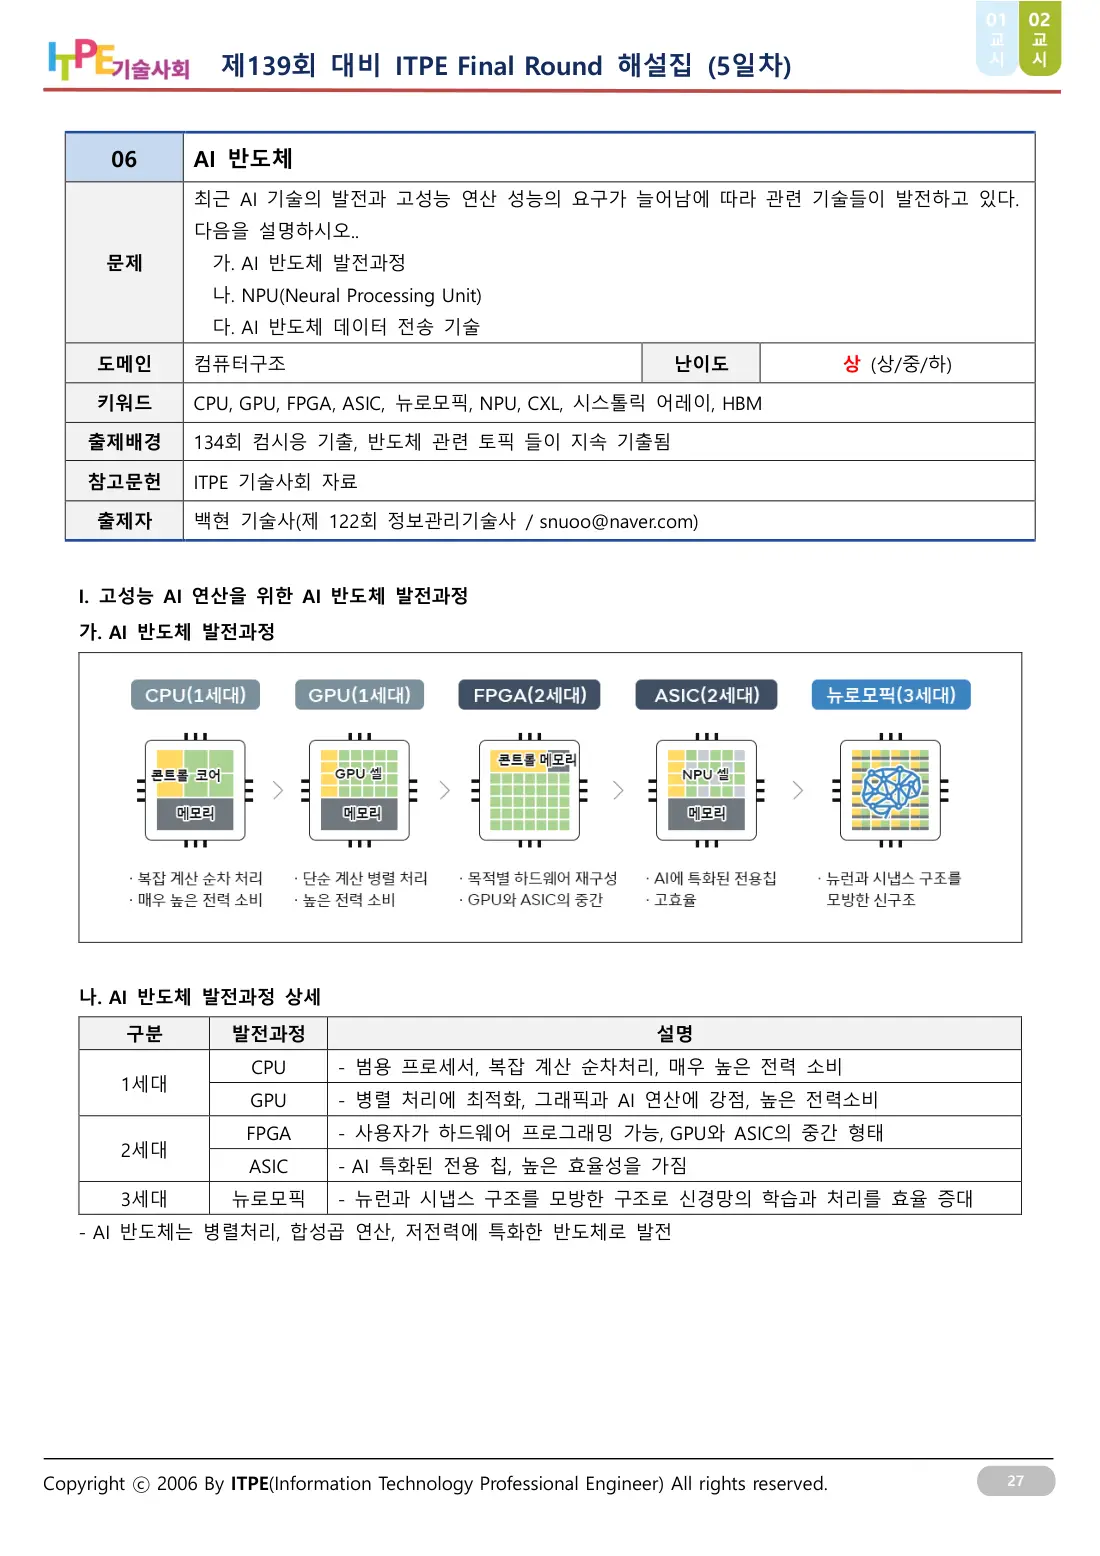 ITPE기술사회 제139회 대비 ITPE Final Round 해설집 (5일차)
01 교시
02 교시
06 AI 반도체
문제
최근 AI 기술의 발전과 고성능 연산 성능의 요구가 늘어남에 따라 관련 기술들이 발전하고 있다.
다음을 설명하시오..
가. AI 반도체 발전과정
나. NPU(Neural Processing Unit)
다. AI 반도체 데이터 전송 기술
도메인 컴퓨터구조 난이도 상 (상/중/하)
키워드 CPU, GPU, FPGA, ASIC, 뉴로모픽, NPU, CXL, 시스톨릭 어레이, HBM
출제배경 134회 컴시응 기출, 반도체 관련 토픽 들이 지속 기출됨
참고문헌 ITPE 기술사회 자료
출제자 백현 기술사(제 122회 정보관리기술사 / snuoo@naver.com)
I. 고성능 AI 연산을 위한 AI 반도체 발전과정
가. AI 반도체 발전과정
CPU(1세대) GPU(1세대) FPGA(2세대) ASIC(2세대) 뉴로모픽(3세대)
콘트롤 코어 GPU 셀 콘트롤 메모리 NPU 셀
메모리 메모리 메모리
· 복잡 계산 순차 처리 · 단순 계산 병렬 처리 · 목적별 하드웨어 재구성 · AI에 특화된 전용칩 · 뉴런과 시냅스 구조를
· 매우 높은 전력 소비 · 높은 전력 소비 · GPU와 ASIC의 중간 · 고효율 모방한 신구조
나. AI 반도체 발전과정 상세
구분 발전과정 설명
1세대 CPU - 범용 프로세서, 복잡 계산 순차처리, 매우 높은 전력 소비
GPU - 병렬 처리에 최적화, 그래픽과 AI 연산에 강점, 높은 전력소비
2세대 FPGA - 사용자가 하드웨어 프로그래밍 가능, GPU와 ASIC의 중간 형태
ASIC - AI 특화된 전용 칩, 높은 효율성을 가짐
3세대 뉴로모픽 - 뉴런과 시냅스 구조를 모방한 구조로 신경망의 학습과 처리를 효율 증대
- AI 반도체는 병렬처리, 합성곱 연산, 저전력에 특화한 반도체로 발전
Copyright ⓒ 2006 By ITPE(Information Technology Professional Engineer) All rights reserved. 27